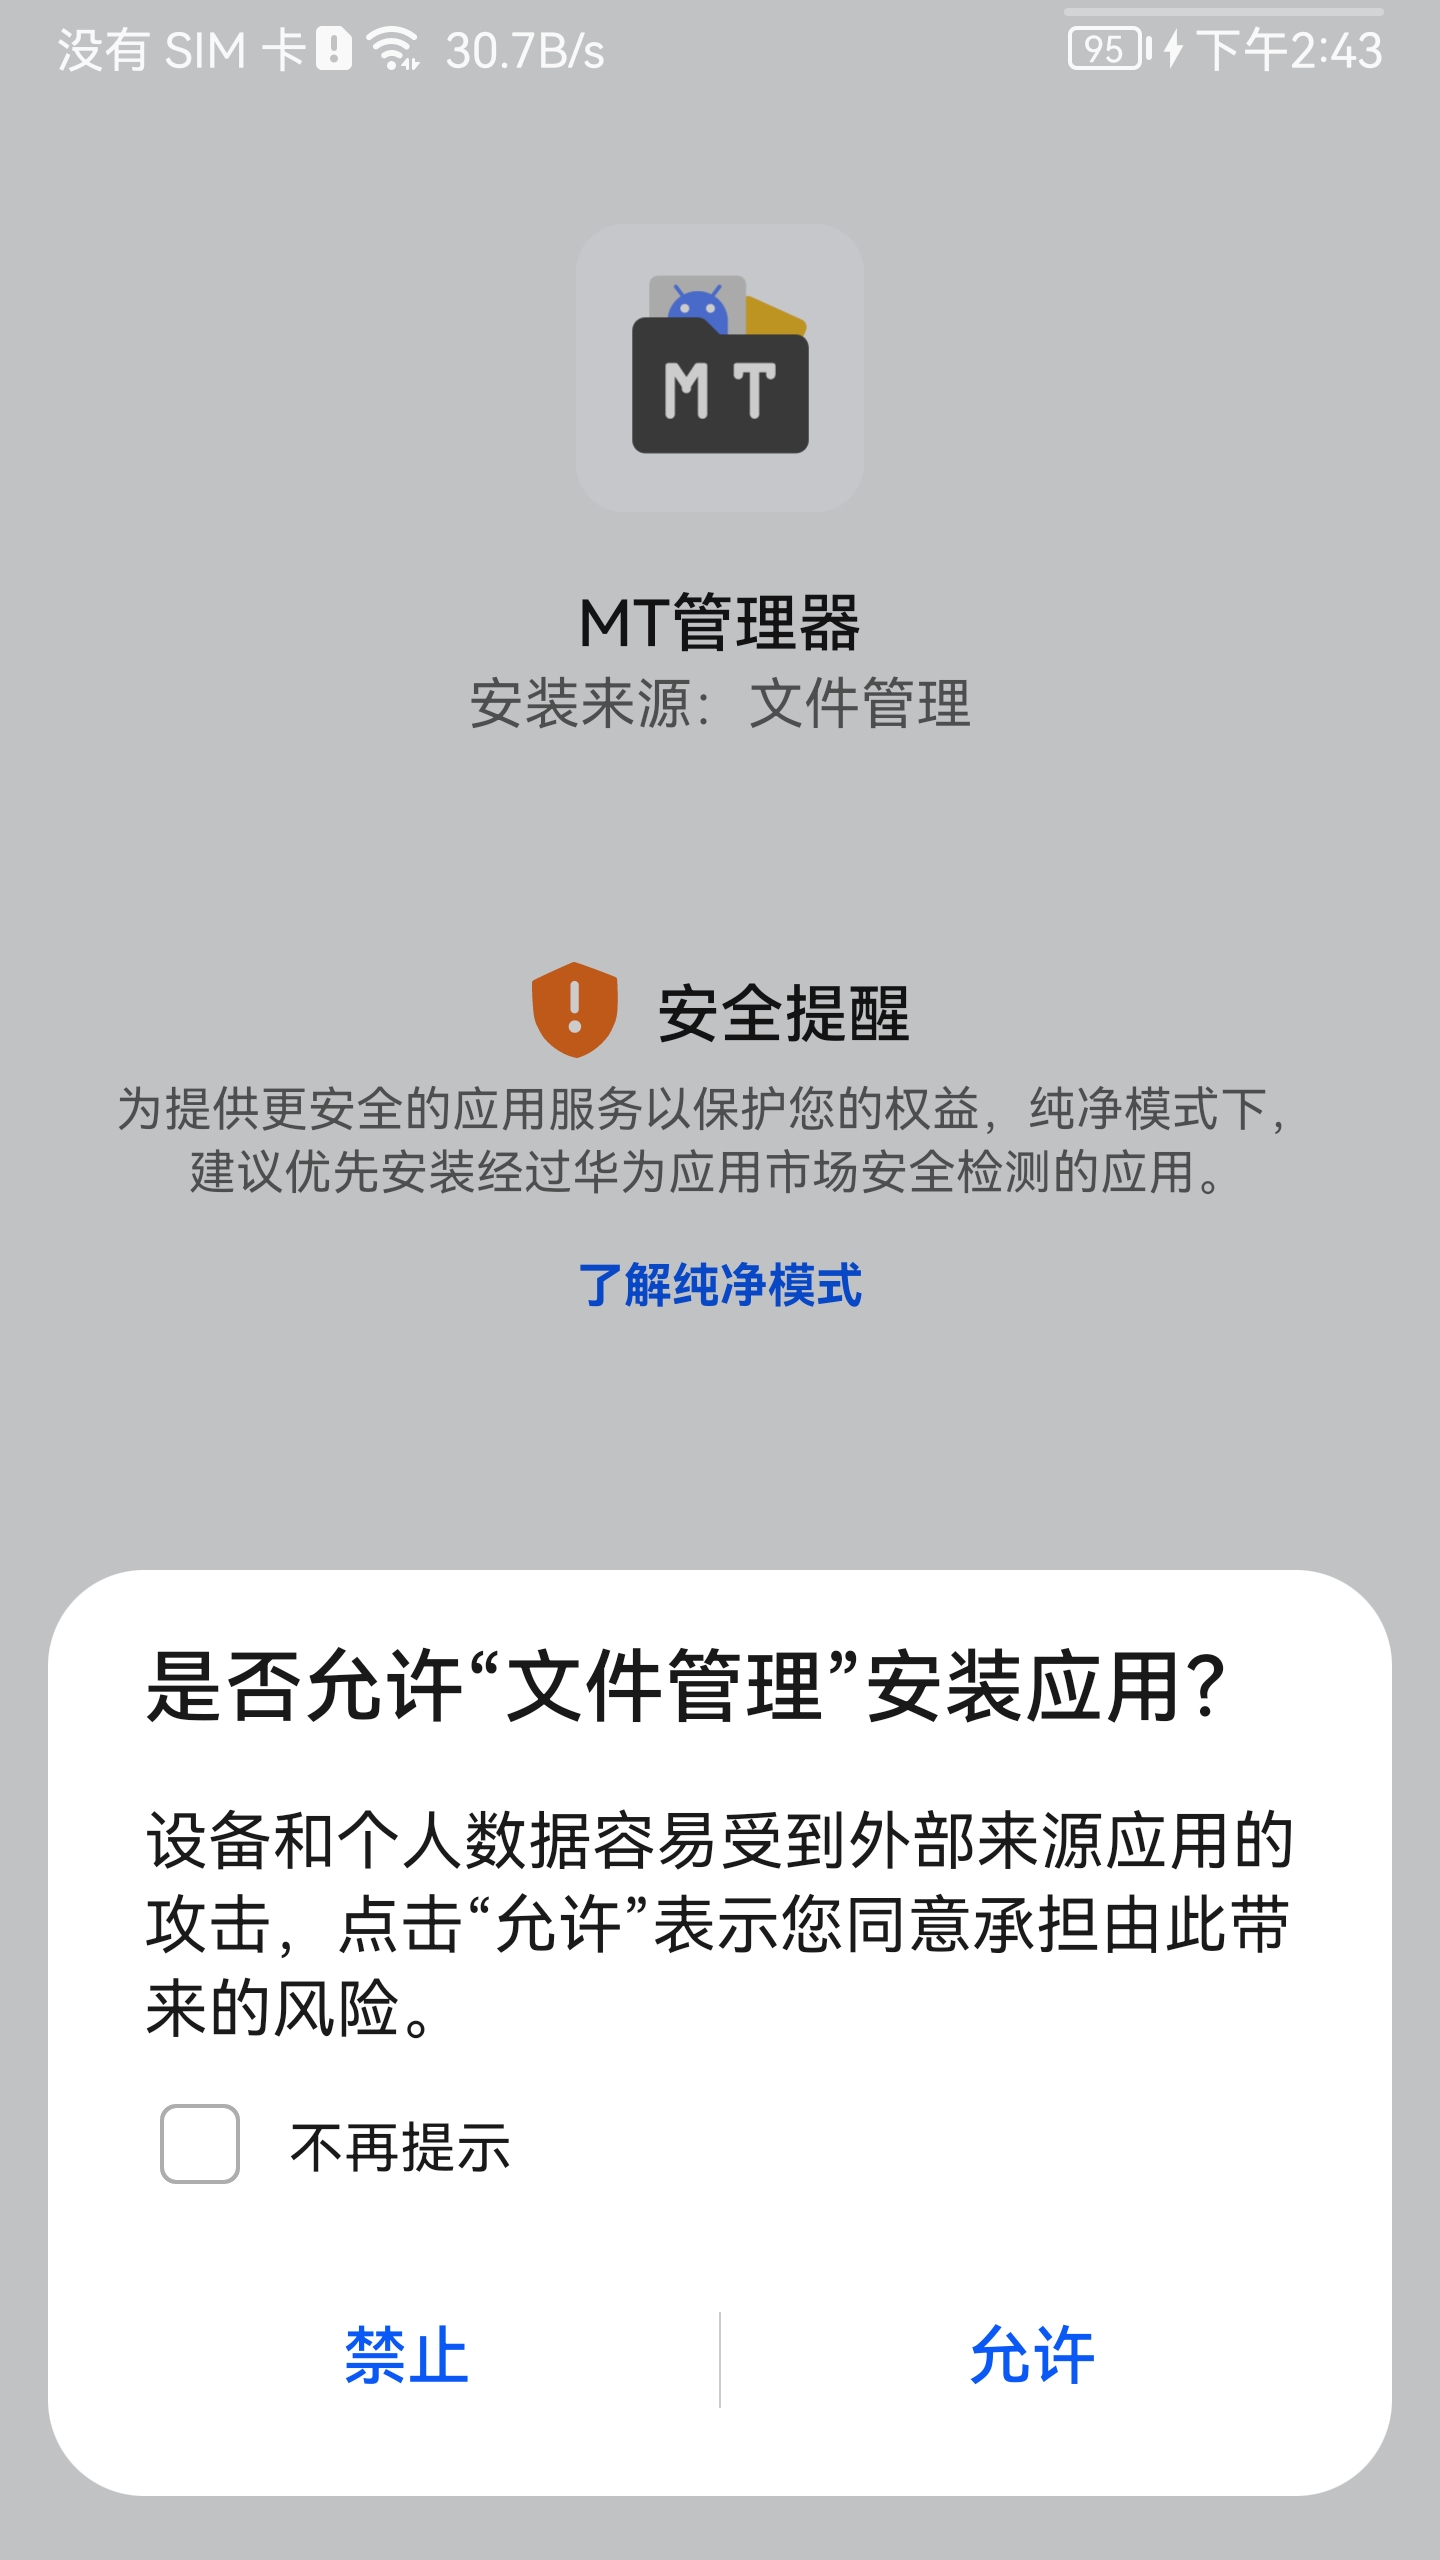 没有 SIM 卡 30.7B/s 95 下午2:43
MT
MT管理器
安装来源：文件管理
安全提醒
为提供更安全的应用服务以保护您的权益，纯净模式下，
建议优先安装经过华为应用市场安全检测的应用。
了解纯净模式
是否允许“文件管理”安装应用？
设备和个人数据容易受到外部来源应用的
攻击，点击“允许”表示您同意承担由此带
来的风险。
不再提示
禁止 允许